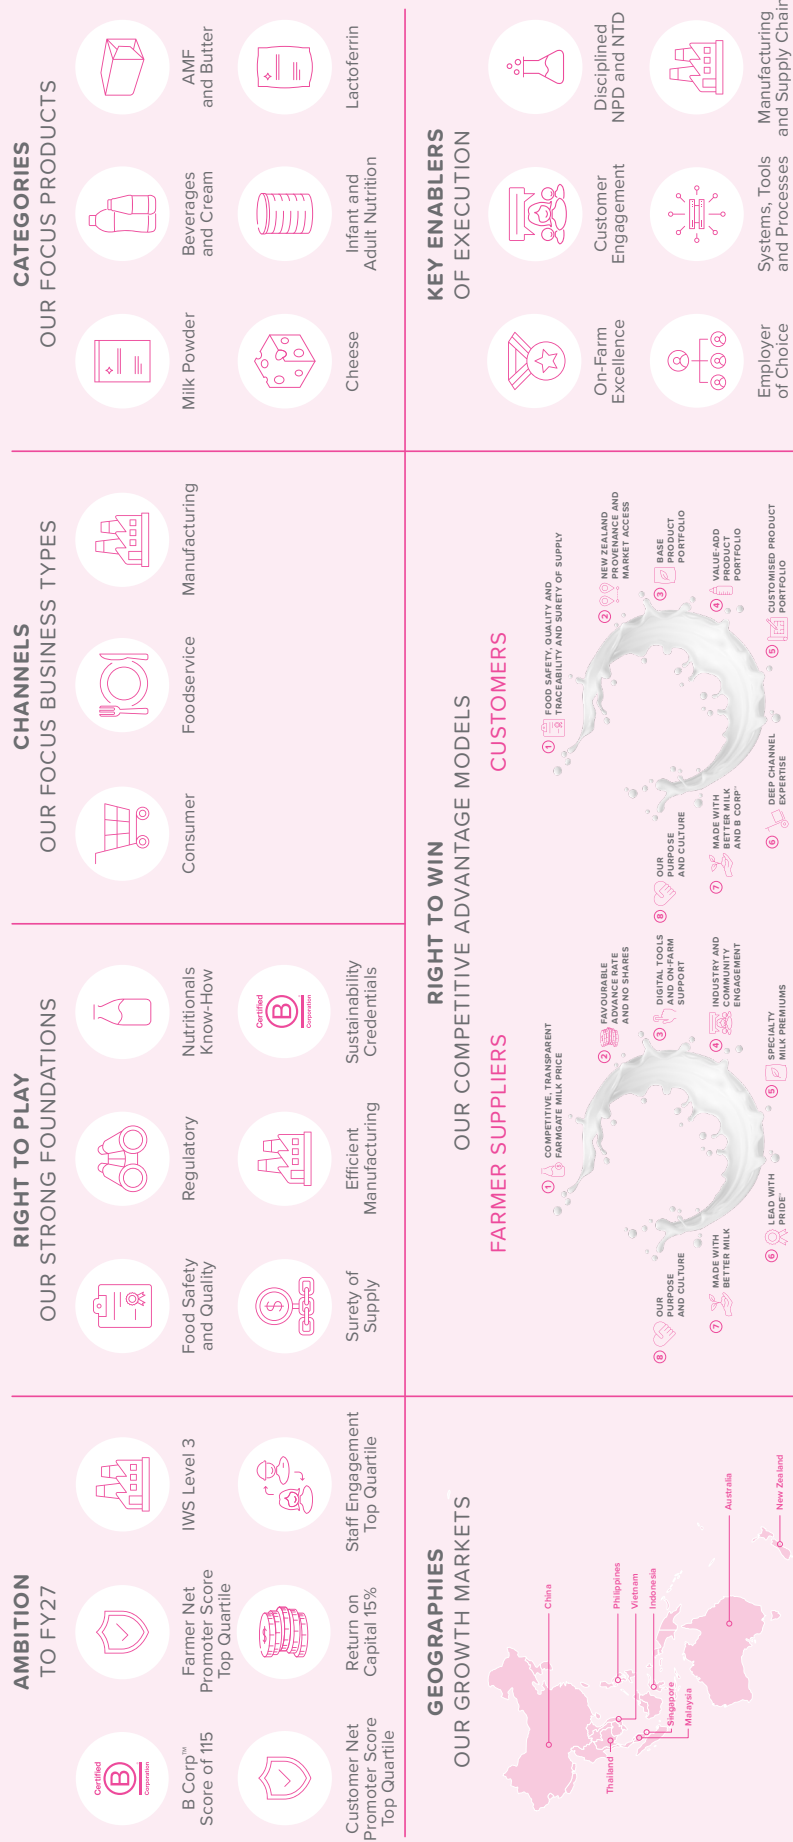 AMBITION
TO FY27
Certified
B
Corporation
B Corp™
Score of 115
Farmer Net
Promoter Score
Top Quartile
IWS Level 3
Customer Net
Promoter Score
Top Quartile
Return on
Capital 15%
Staff Engagement
Top Quartile
RIGHT TO PLAY
OUR STRONG FOUNDATIONS
Food Safety
and Quality
Regulatory
Nutritionals
Know-How
$
Surety of
Supply
Efficient
Manufacturing
Certified
B
Corporation
Sustainability
Credentials
CHANNELS
OUR FOCUS BUSINESS TYPES
Consumer
Foodservice
Manufacturing
CATEGORIES
OUR FOCUS PRODUCTS
Milk Powder
Beverages
and Cream
AMF
and Butter
Cheese
Infant and
Adult Nutrition
Lactoferrin
GEOGRAPHIES
OUR GROWTH MARKETS
China
Philippines
Vietnam
Indonesia
Thailand
Singapore
Malaysia
Australia
New Zealand
RIGHT TO WIN
OUR COMPETITIVE ADVANTAGE MODELS
FARMER SUPPLIERS
1 COMPETITIVE, TRANSPARENT
FARMGATE MILK PRICE
2 FAVOURABLE
ADVANCE RATE
AND NO SHARES
3 DIGITAL TOOLS
AND ON-FARM
SUPPORT
4 INDUSTRY AND
COMMUNITY
ENGAGEMENT
5 SPECIALTY
MILK PREMIUMS
6 LEAD WITH
PRIDE™
7 MADE WITH
BETTER MILK
8 OUR
PURPOSE
AND CULTURE
CUSTOMERS
1 FOOD SAFETY, QUALITY AND
TRACEABILITY AND SURETY OF SUPPLY
2 NEW ZEALAND
PROVENANCE AND
MARKET ACCESS
3 BASE
PRODUCT
PORTFOLIO
4 VALUE-ADD
PRODUCT
PORTFOLIO
5 CUSTOMISED PRODUCT
PORTFOLIO
6 DEEP CHANNEL
EXPERTISE
7 MADE WITH
BETTER MILK
AND B CORP™
8 OUR
PURPOSE
AND CULTURE
KEY ENABLERS
OF EXECUTION
On-Farm
Excellence
Customer
Engagement
Disciplined
NPD and NTD
Employer
of Choice
Systems, Tools
and Processes
Manufacturing
and Supply Chain